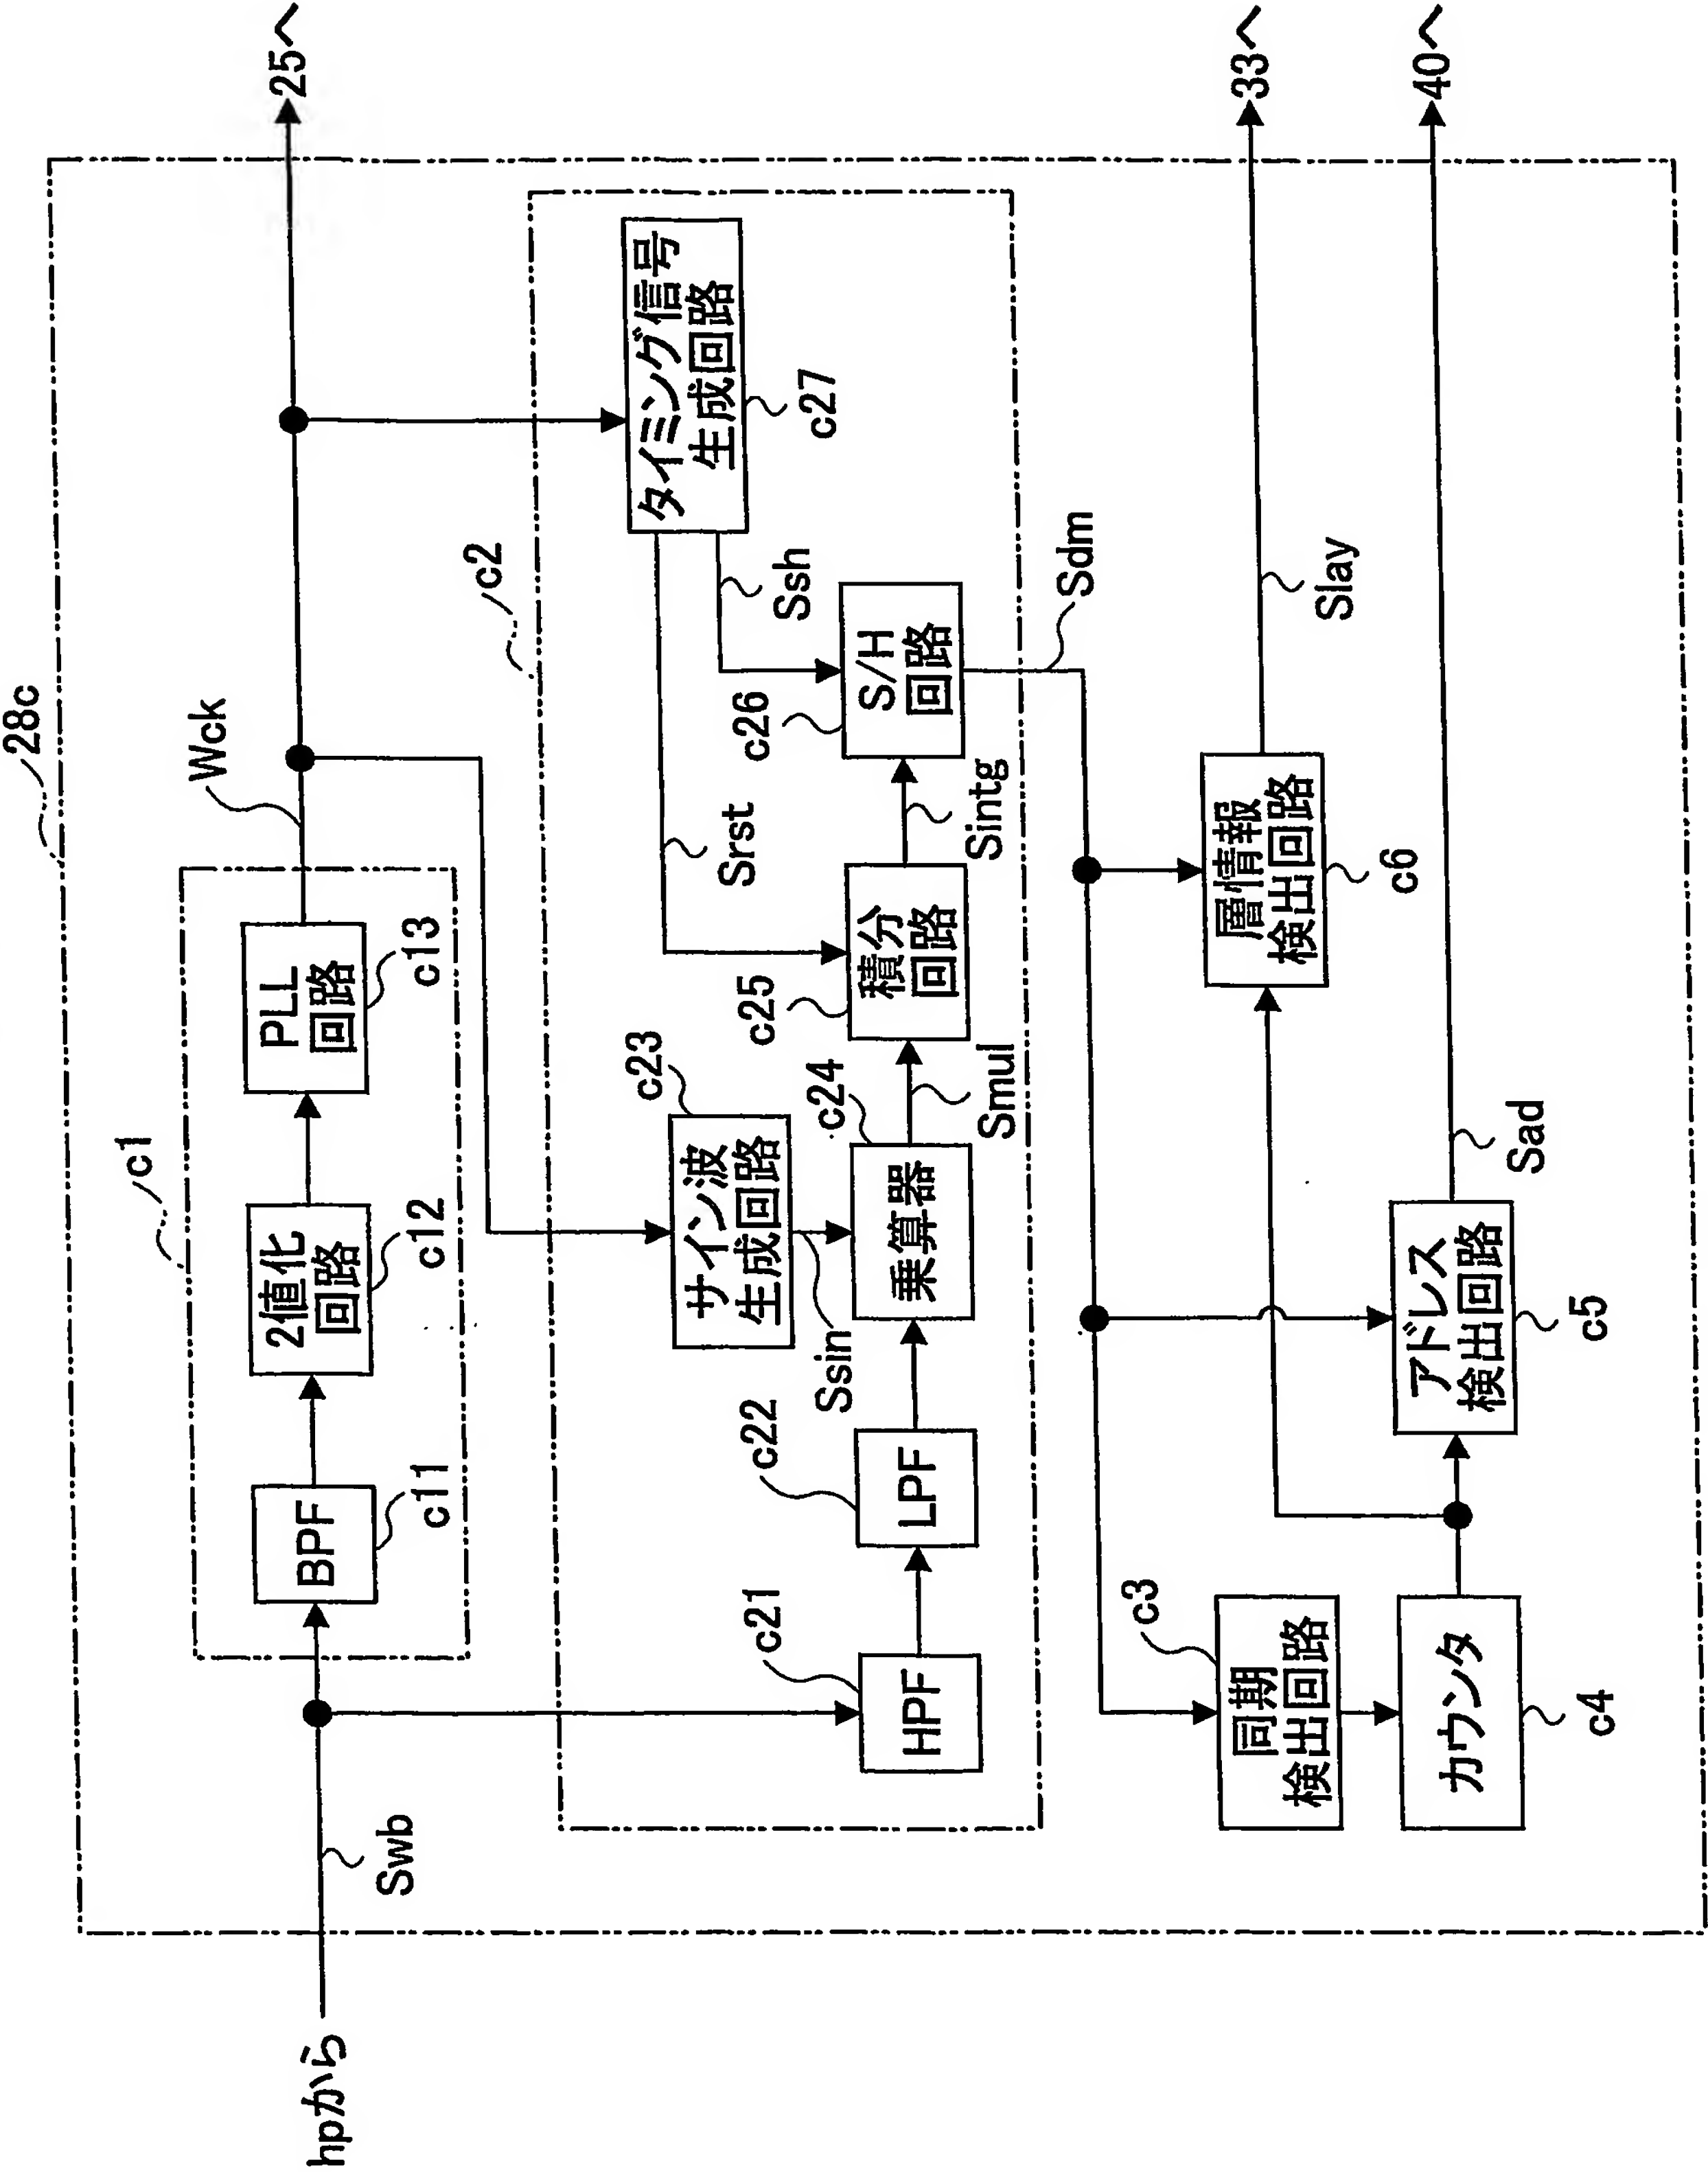 28c
hpから
Swb
c1
BPF
c11
2値化
回路
c12
PLL
回路
c13
Wck
25へ
c2
HPF
c21
LPF
c22
サイン波
生成回路
c23
Ssin
乗算器
c24
Smul
積分
回路
c25
Sintg
S/H
回路
c26
タイミング信号
生成回路
c27
Srst
Ssh
Sdm
同期
検出回路
c3
カウンタ
c4
アドレス
検出回路
c5
Sad
40へ
層情報
検出回路
c6
Slay
33へ